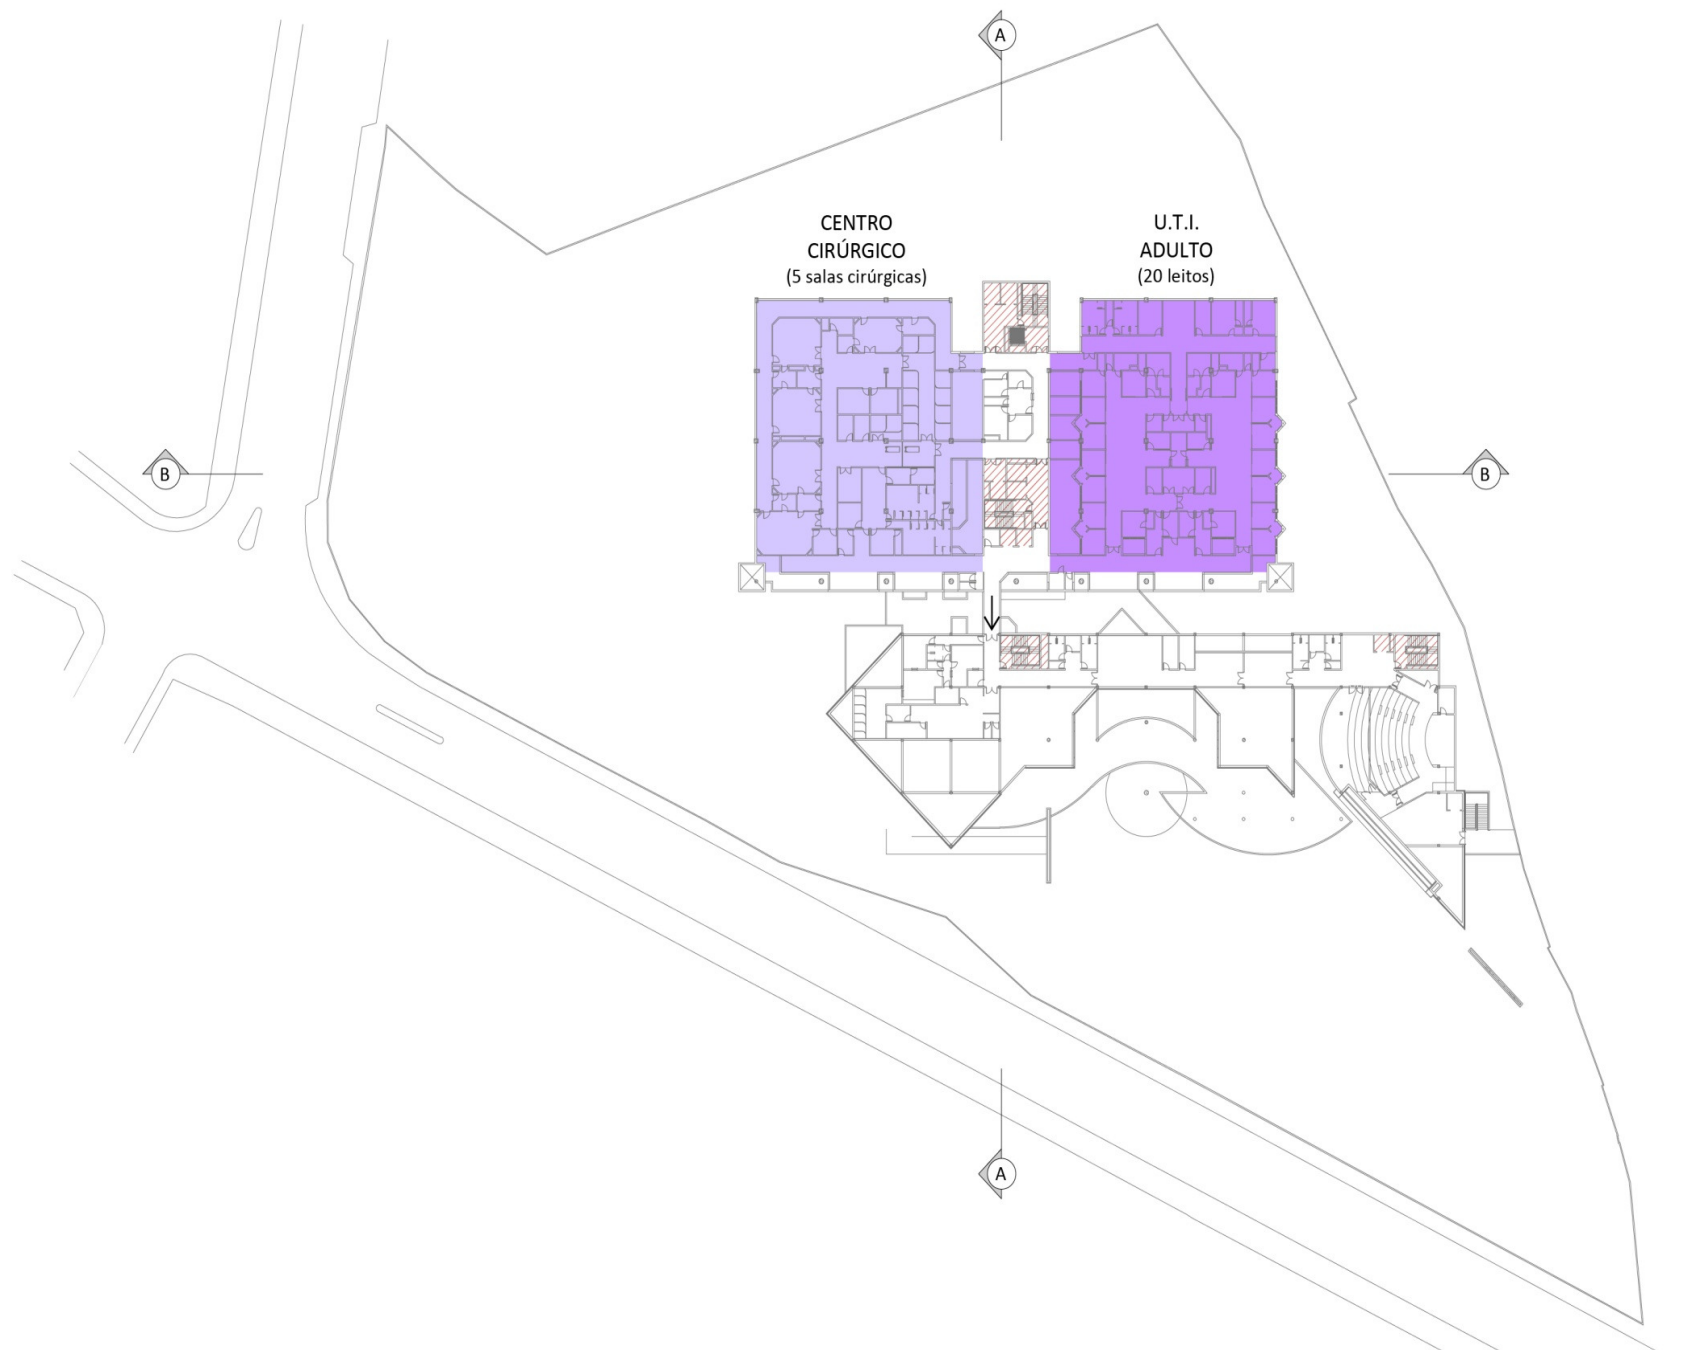 A
CENTRO
CIRÚRGICO
(5 salas cirúrgicas)
U.T.I.
ADULTO
(20 leitos)
B
B
A